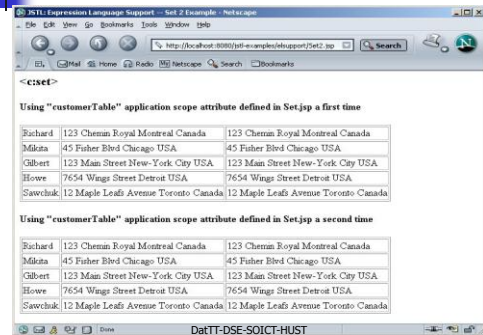 JSTL: Expression Language Support -- Set 2 Example - Netscape
File Edit View Go Bookmarks Tools Window Help
http://localhost:8080/jstl-examples/elsupport/Set2.jsp Search
Mail Home Radio My Netscape Search Bookmarks
<c:set>
Using "customerTable" application scope attribute defined in Set.jsp a first time
Richard 123 Chemin Royal Montreal Canada 123 Chemin Royal Montreal Canada
Mikita 45 Fisher Blvd Chicago USA 45 Fisher Blvd Chicago USA
Gilbert 123 Main Street New-York City USA 123 Main Street New-York City USA
Howe 7654 Wings Street Detroit USA 7654 Wings Street Detroit USA
Sawchuk 12 Maple Leafs Avenue Toronto Canada 12 Maple Leafs Avenue Toronto Canada
Using "customerTable" application scope attribute defined in Set.jsp a second time
Richard 123 Chemin Royal Montreal Canada 123 Chemin Royal Montreal Canada
Mikita 45 Fisher Blvd Chicago USA 45 Fisher Blvd Chicago USA
Gilbert 123 Main Street New-York City USA 123 Main Street New-York City USA
Howe 7654 Wings Street Detroit USA 7654 Wings Street Detroit USA
Sawchuk 12 Maple Leafs Avenue Toronto Canada 12 Maple Leafs Avenue Toronto Canada
Done
DatTT-DSE-SOICT-HUST